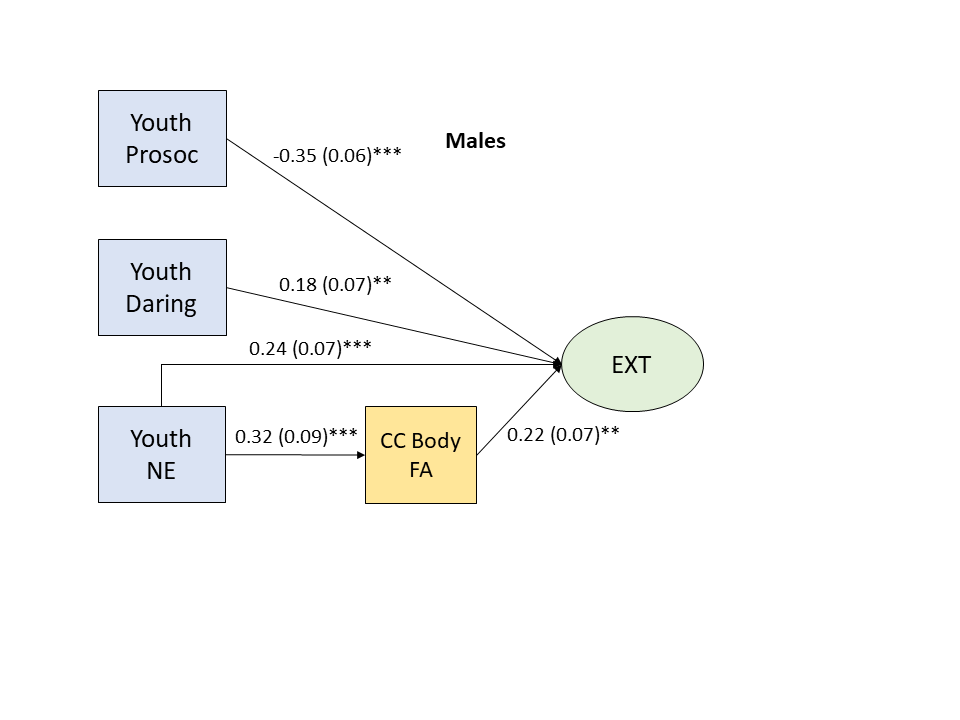 Youth
Prosoc
-0.35 (0.06)***
Males
Youth
Daring
0.18 (0.07)**
0.24 (0.07)***
EXT
Youth
NE
0.32 (0.09)***
CC Body
FA
0.22 (0.07)**